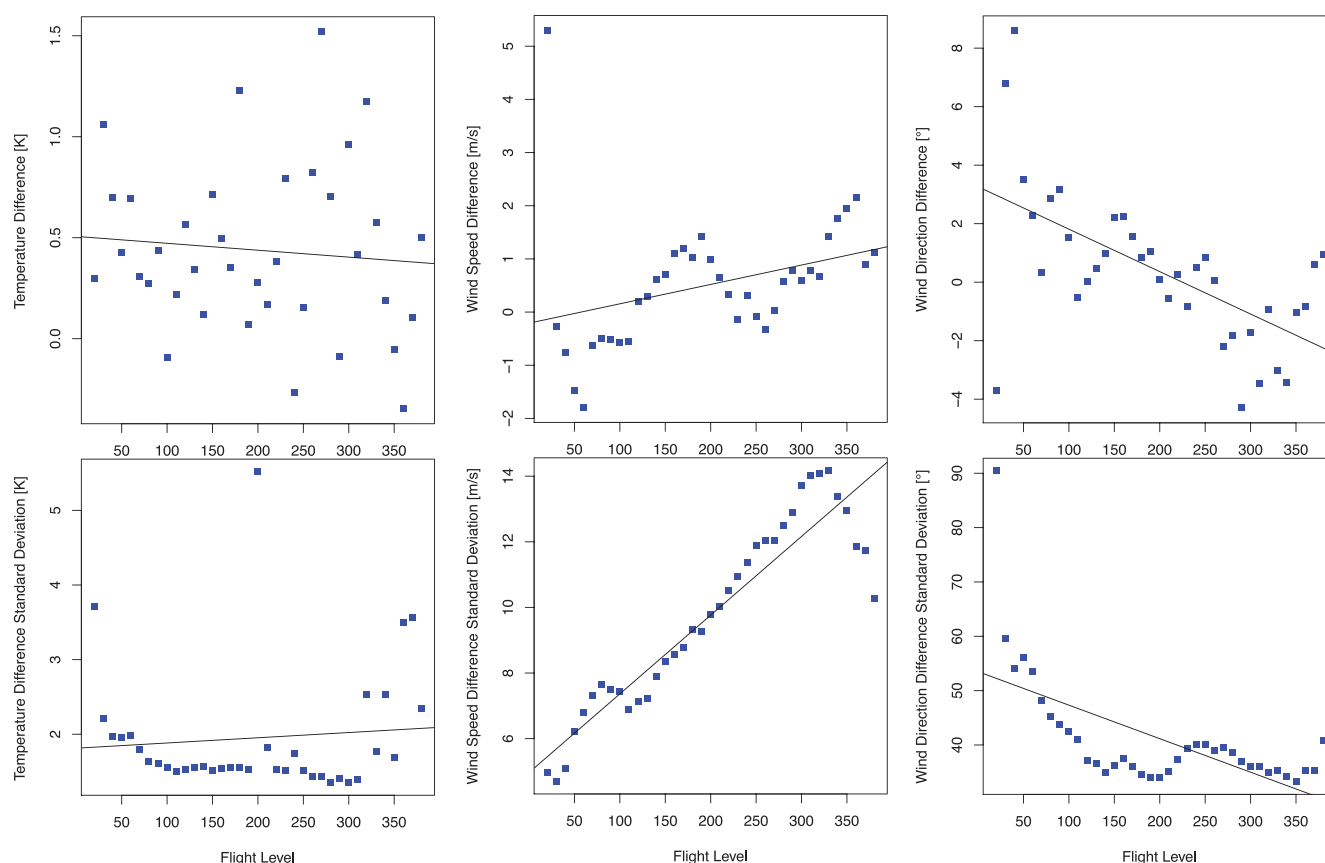 Temperature Difference [K]
1.5
1.0
0.5
0.0
50 100 150 200 250 300 350
Wind Speed Difference [m/s]
5
4
3
2
1
0
-1
-2
50 100 150 200 250 300 350
Wind Direction Difference [°]
8
6
4
2
0
-2
-4
50 100 150 200 250 300 350
Temperature Difference Standard Deviation [K]
5
4
3
2
50 100 150 200 250 300 350
Flight Level
Wind Speed Difference Standard Deviation [m/s]
14
12
10
8
6
50 100 150 200 250 300 350
Flight Level
Wind Direction Difference Standard Deviation [°]
90
80
70
60
50
40
50 100 150 200 250 300 350
Flight Level